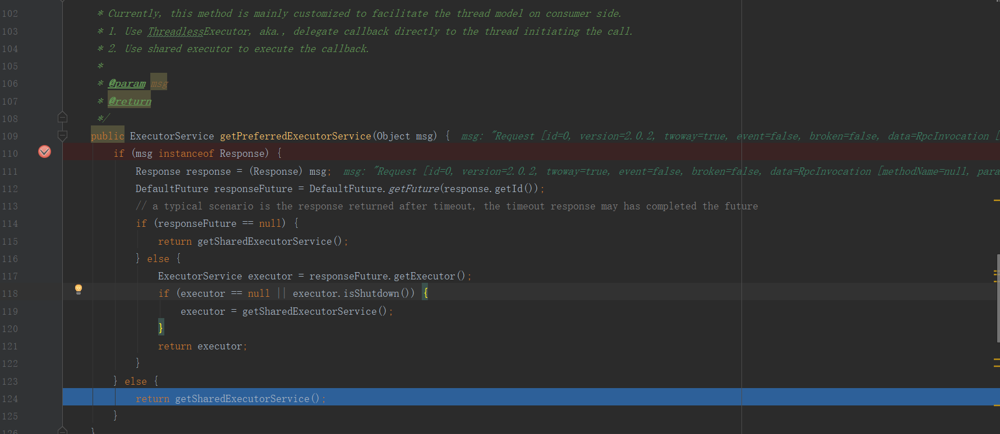 102 * Currently, this method is mainly customized to facilitate the thread model on consumer side.
103 * 1. Use ThreadlessExecutor, aka., delegate callback directly to the thread initiating the call.
104 * 2. Use shared executor to execute the callback.
105 *
106 * @param msg
107 * @return
108 */
109 public ExecutorService getPreferredExecutorService(Object msg) { msg: "Request [id=0, version=2.0.2, twoway=true, event=false, broken=false, data=RpcInvocation [
110 if (msg instanceof Response) {
111 Response response = (Response) msg; msg: "Request [id=0, version=2.0.2, twoway=true, event=false, broken=false, data=RpcInvocation [methodName=null, para
112 DefaultFuture responseFuture = DefaultFuture.getFuture(response.getId());
113 // a typical scenario is the response returned after timeout, the timeout response may has completed the future
114 if (responseFuture == null) {
115 return getSharedExecutorService();
116 } else {
117 ExecutorService executor = responseFuture.getExecutor();
118 if (executor == null || executor.isShutdown()) {
119 executor = getSharedExecutorService();
120 }
121 return executor;
122 }
123 } else {
124 return getSharedExecutorService();
125 }
126 }